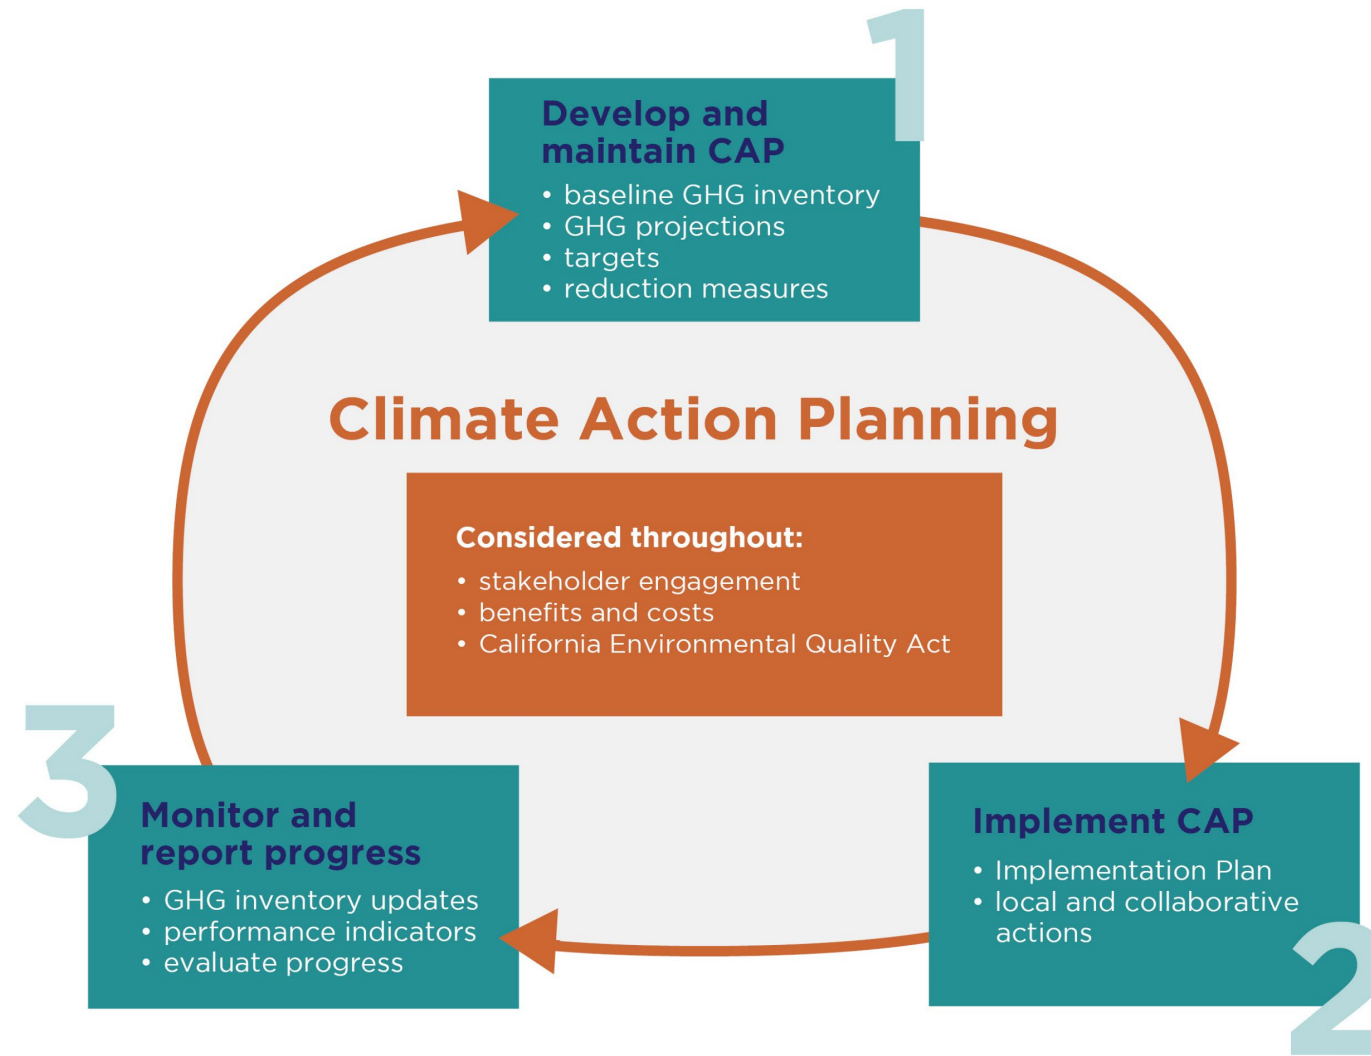 1
Develop and
maintain CAP
• baseline GHG inventory
• GHG projections
• targets
• reduction measures
Climate Action Planning
Considered throughout:
• stakeholder engagement
• benefits and costs
• California Environmental Quality Act
2
Implement CAP
• Implementation Plan
• local and collaborative
actions
3
Monitor and
report progress
• GHG inventory updates
• performance indicators
• evaluate progress